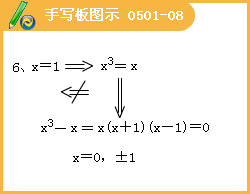 手写板图示 0501-08
6、x=1 ⟹ x³=x
⟸̸ ⇓
x³-x=x(x+1)(x-1)=0
x=0，±1